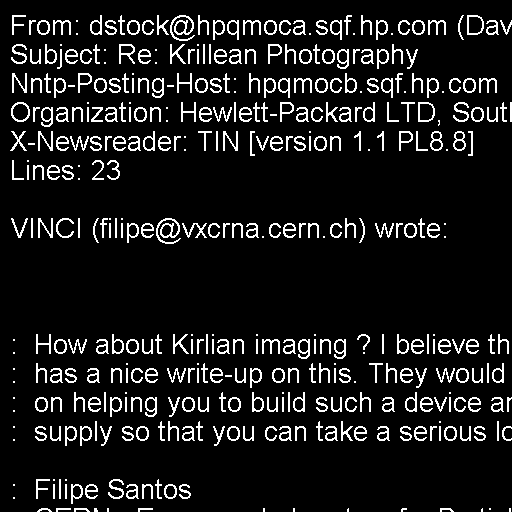 From: dstock@hpqmoca.sqf.hp.com (Dav
Subject: Re: Krillean Photography
Nntp-Posting-Host: hpqmocb.sqf.hp.com
Organization: Hewlett-Packard LTD, Sout
X-Newsreader: TIN [version 1.1 PL8.8]
Lines: 23
VINCI (filipe@vxcrna.cern.ch) wrote:
: How about Kirlian imaging ? I believe th
: has a nice write-up on this. They would
: on helping you to build such a device a
: supply so that you can take a serious lo
: Filipe Santos